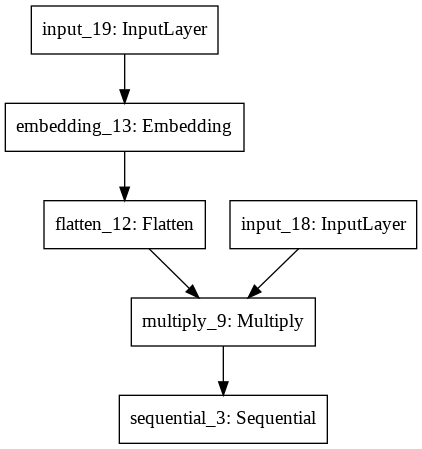 input_19: InputLayer
embedding_13: Embedding
flatten_12: Flatten
input_18: InputLayer
multiply_9: Multiply
sequential_3: Sequential